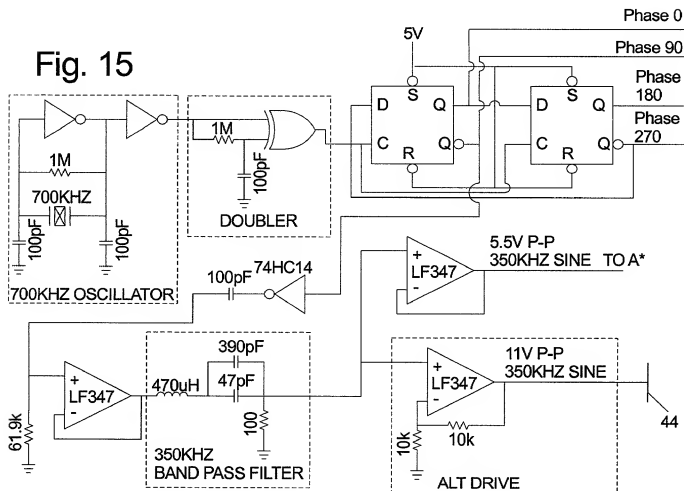 Fig. 15
Phase 0
Phase 90
Phase
180
Phase
270
5V
S
D
Q
C
Q
R
S
D
Q
C
Q
R
1M
700KHZ
100pF
100pF
700KHZ OSCILLATOR
1M
100pF
DOUBLER
74HC14
100pF
+
LF347
-
5.5V P-P
350KHZ SINE TO A*
+
LF347
-
61.9k
470uH
390pF
47pF
100
350KHZ
BAND PASS FILTER
+
LF347
-
11V P-P
350KHZ SINE
10k
10k
ALT DRIVE
44